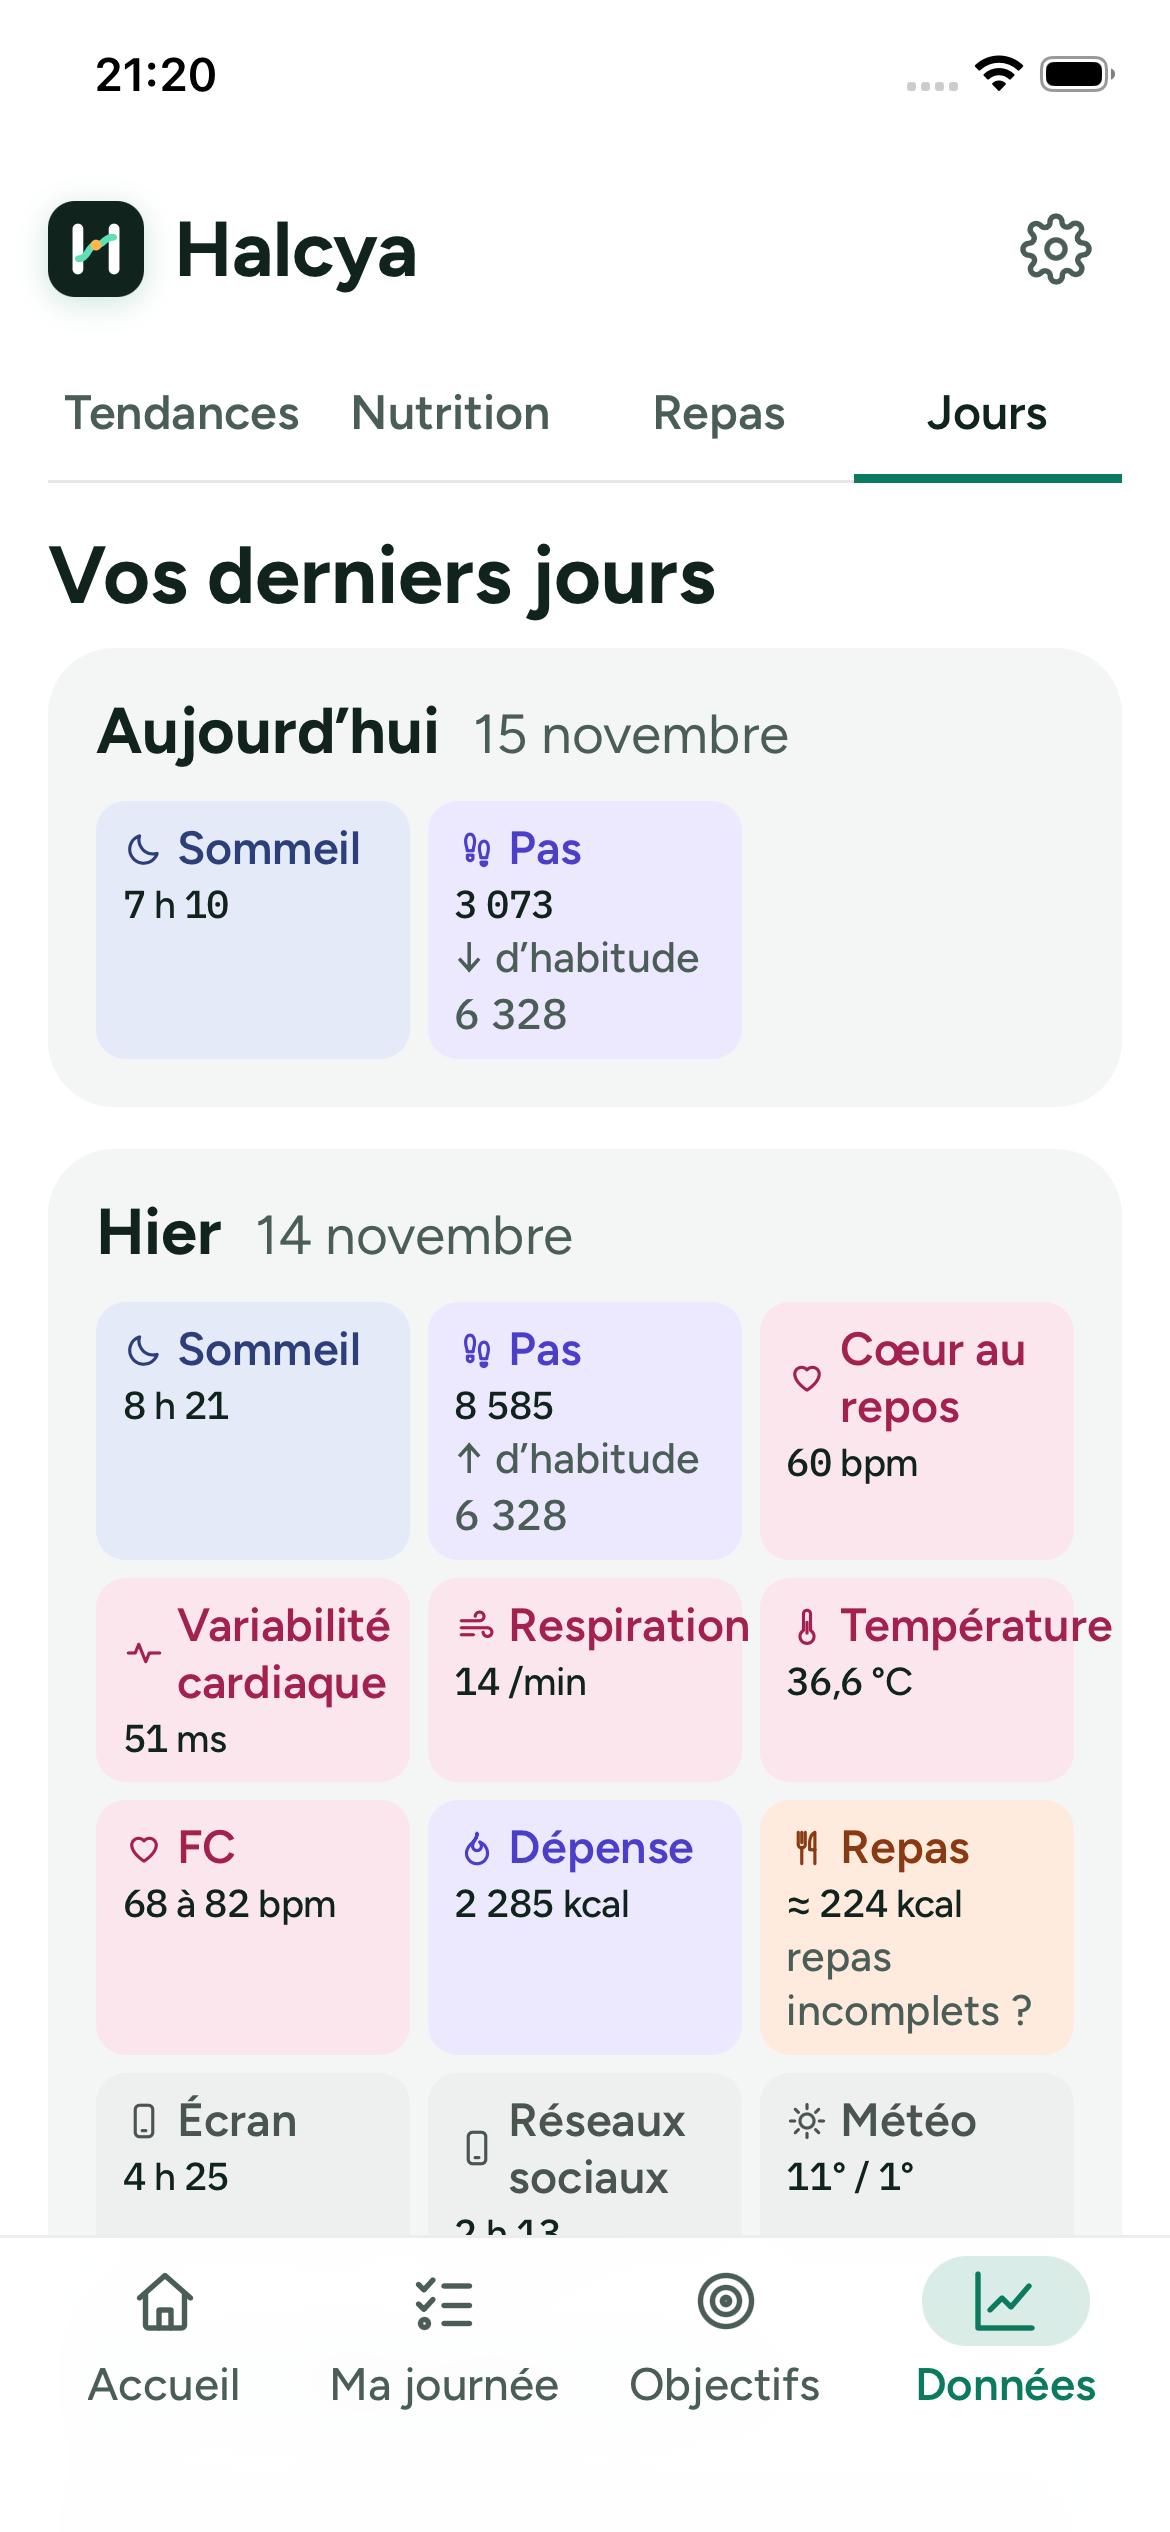 21:20
Halcya
Tendances Nutrition Repas Jours
Vos derniers jours
Aujourd’hui 15 novembre
Sommeil
7 h 10
Pas
3 073
↓ d’habitude
6 328
Hier 14 novembre
Sommeil
8 h 21
Pas
8 585
↑ d’habitude
6 328
Cœur au
repos
60 bpm
Variabilité
cardiaque
51 ms
Respiration
14 /min
Température
36,6 °C
FC
68 à 82 bpm
Dépense
2 285 kcal
Repas
≈ 224 kcal
repas
incomplets ?
Écran
4 h 25
Réseaux
sociaux
2 h 13
Météo
11° / 1°
Accueil Ma journée Objectifs Données